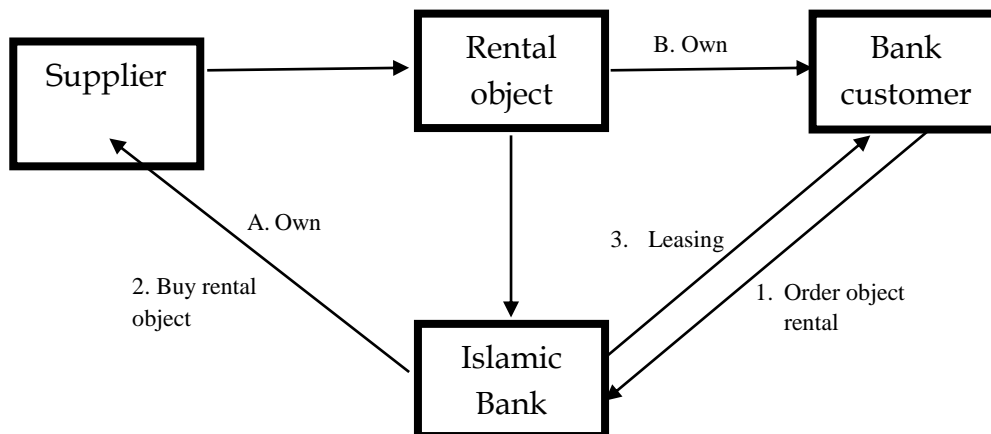 Supplier
Rental
object
B. Own
Bank
customer
A. Own
2. Buy rental
object
3. Leasing
1. Order object
rental
Islamic
Bank